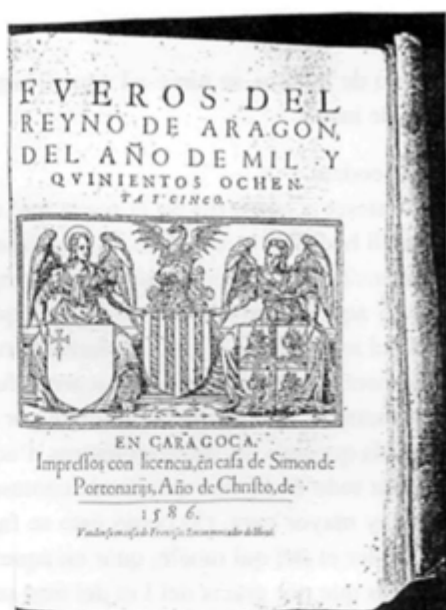 FVEROS DEL
REYNO DE ARAGON,
DEL AÑO DE MIL Y
QVINIENTOS OCHEN-
TA Y CINCO.
EN CARAGOCA.
Impressos con licencia, en casa de Simon de
Portonarijs, Año de Christo, de
1586.